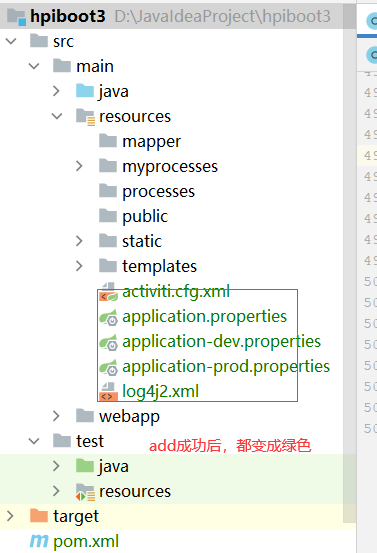 hpiboot3 D:\JavaIdeaProject\hpiboot3
src
main
java
resources
mapper
myprocesses
processes
public
static
templates
activiti.cfg.xml
application.properties
application-dev.properties
application-prod.properties
log4j2.xml
webapp
test
add成功后，都变成绿色
java
resources
target
pom.xml